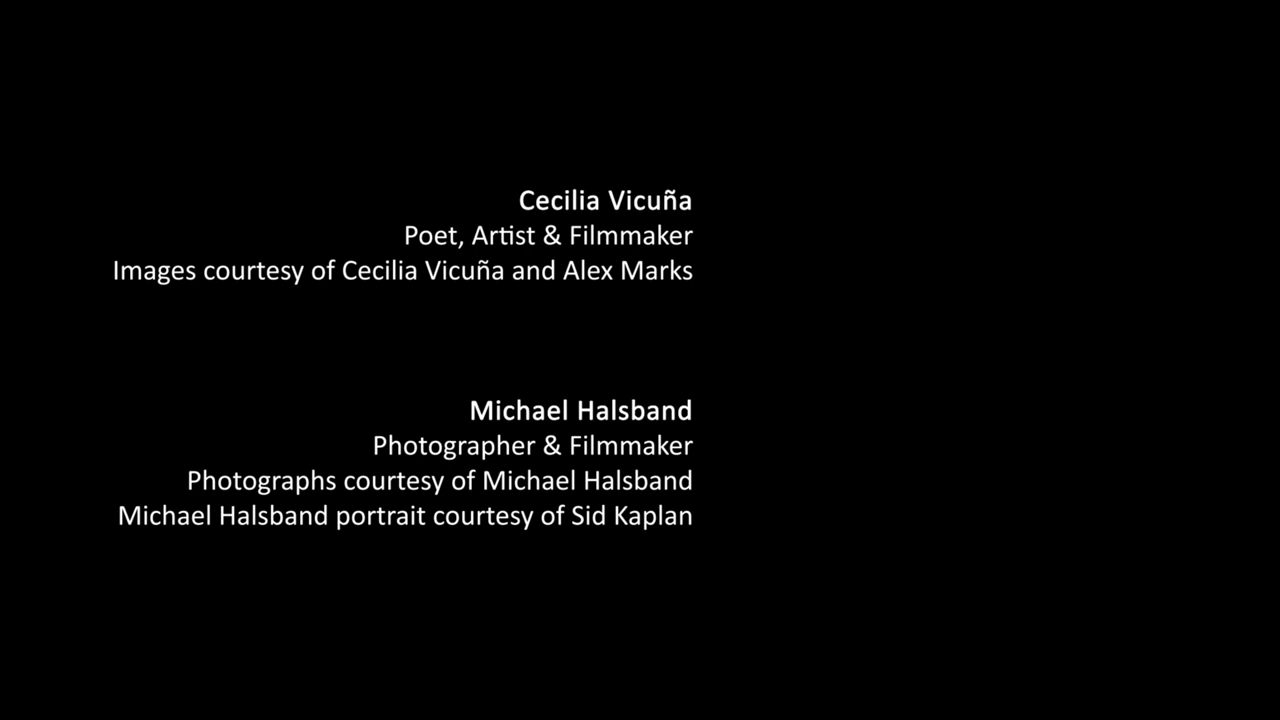 Cecilia Vicuña
Poet, Artist & Filmmaker
Images courtesy of Cecilia Vicuña and Alex Marks
Michael Halsband
Photographer & Filmmaker
Photographs courtesy of Michael Halsband
Michael Halsband portrait courtesy of Sid Kaplan